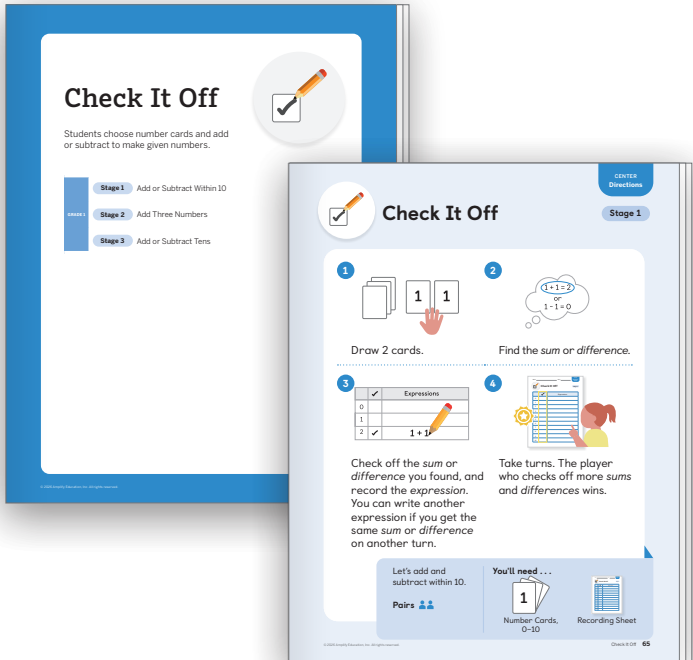 Check It Off
Students choose number cards and add
or subtract to make given numbers.
GRADE 1
Stage 1 Add or Subtract Within 10
Stage 2 Add Three Numbers
Stage 3 Add or Subtract Tens
CENTER
Directions
Check It Off
Stage 1
1
1 1
Draw 2 cards.
2
1 + 1 = 2
or
1 - 1 = 0
Find the sum or difference.
3
✓ Expressions
0
1
2 ✓ 1 + 1
Check off the sum or
difference you found, and
record the expression.
You can write another
expression if you get the
same sum or difference
on another turn.
4
Take turns. The player
who checks off more sums
and differences wins.
Let's add and
subtract within 10.
Pairs
You'll need . . .
1
Number Cards,
0–10
Recording Sheet
Check It Off 65